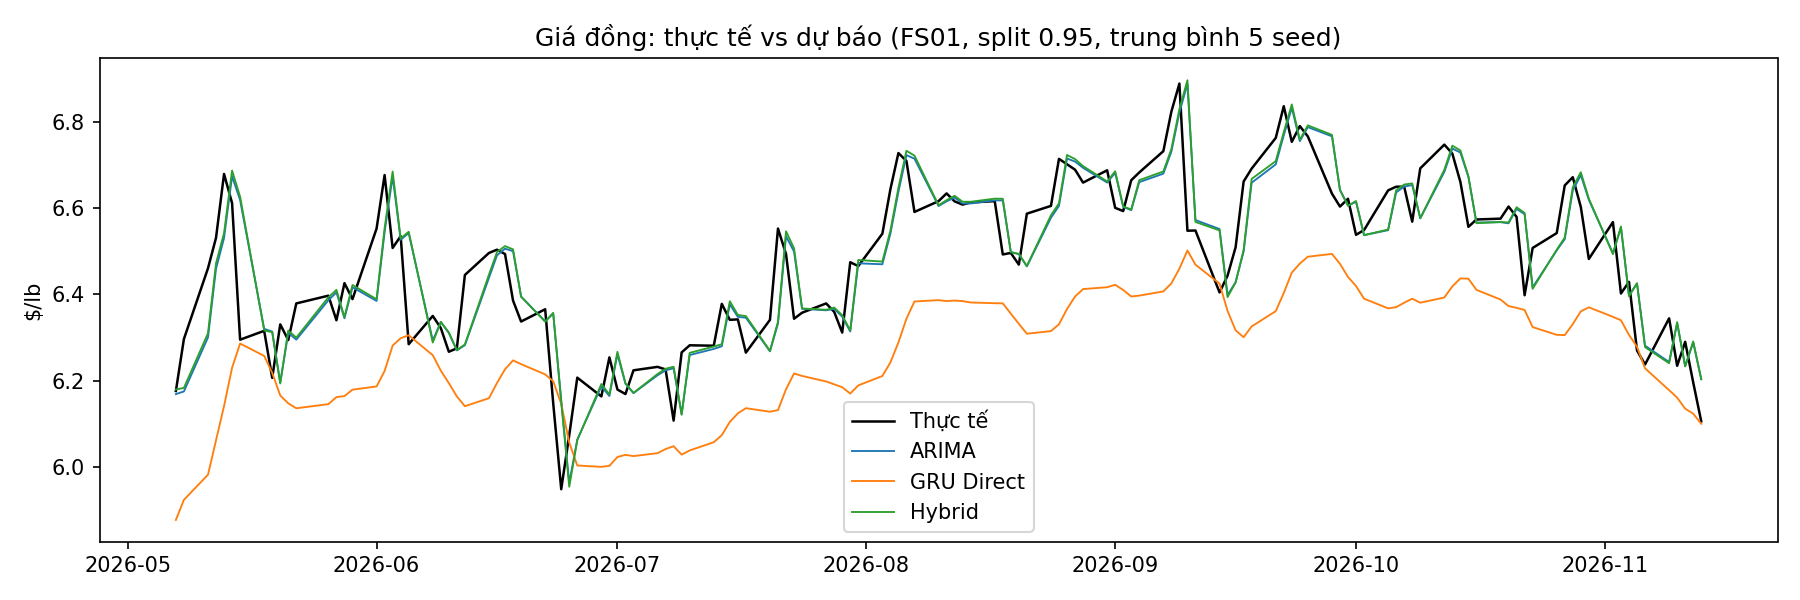 Giá đồng: thực tế vs dự báo (FS01, split 0.95, trung bình 5 seed)
$/lb
6.8
6.6
6.4
6.2
6.0
Thực tế
ARIMA
GRU Direct
Hybrid
2026-05
2026-06
2026-07
2026-08
2026-09
2026-10
2026-11